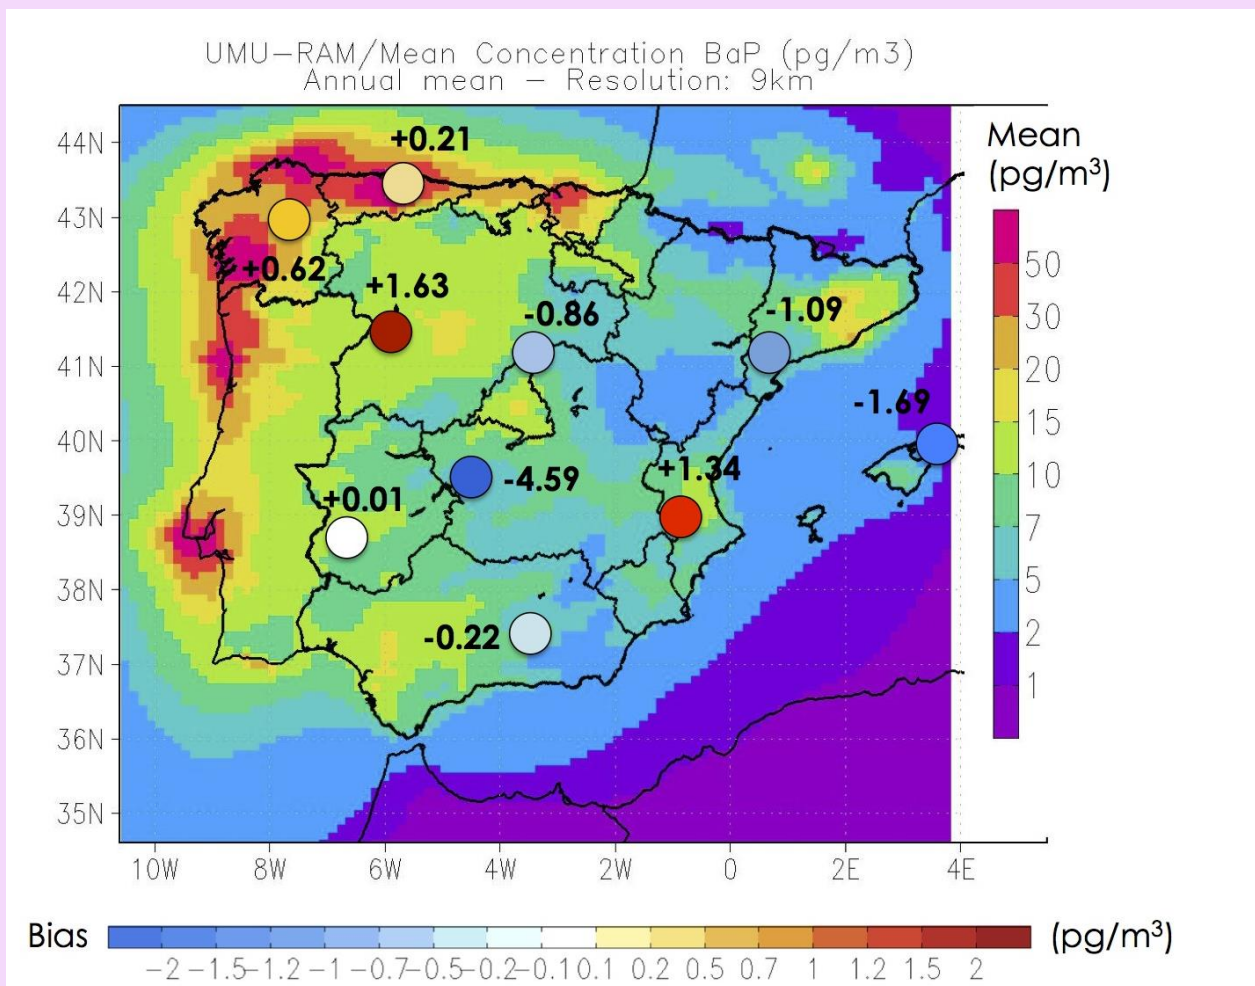 UMU-RAM/Mean Concentration BaP (pg/m3)
Annual mean - Resolution: 9km
Mean
(pg/m³)
44N
43N
42N
41N
40N
39N
38N
37N
36N
35N
+0.21
+0.62
+1.63
-0.86
-1.09
-1.69
+1.34
-4.59
+0.01
-0.22
50
30
20
15
10
7
5
2
1
10W 8W 6W 4W 2W 0 2E 4E
Bias (pg/m³)
-2 -1.5 -1.2 -1 -0.7 -0.5 -0.2 -0.1 0.1 0.2 0.5 0.7 1 1.2 1.5 2